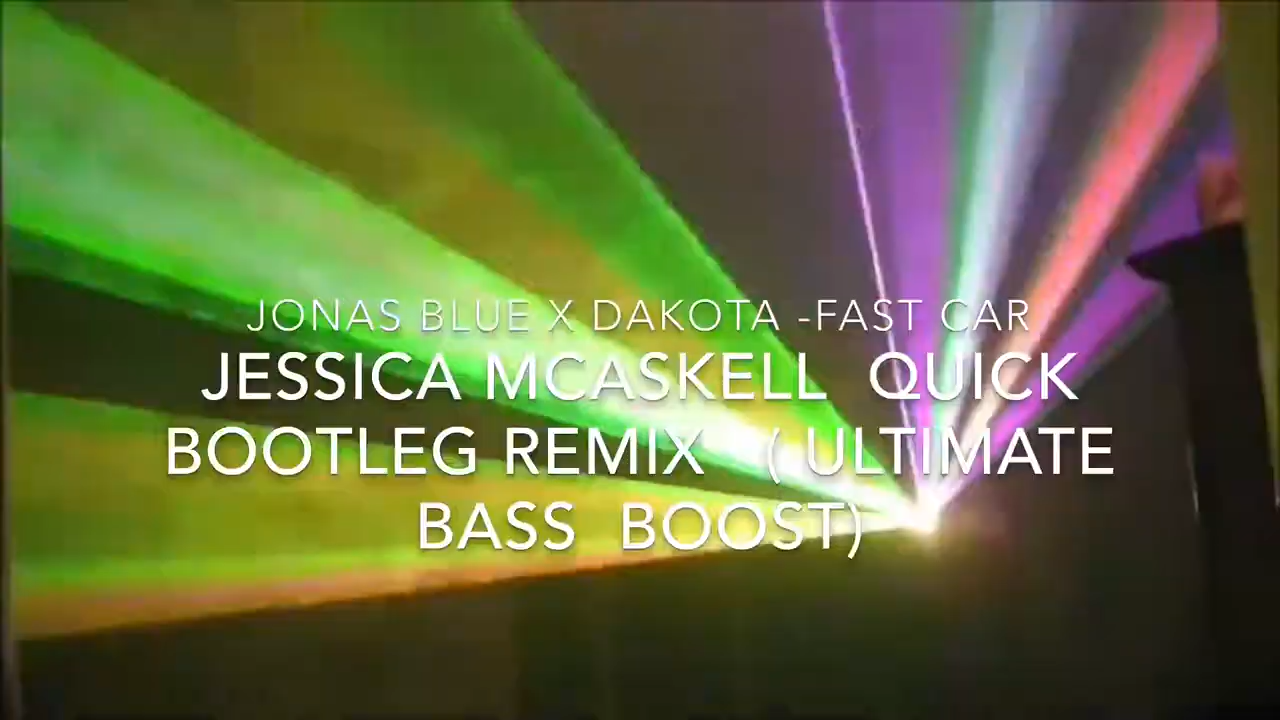 JONAS BLUE X DAKOTA -FAST CAR
JESSICA MCASKELL QUICK
BOOTLEG REMIX ( ULTIMATE
BASS BOOST)